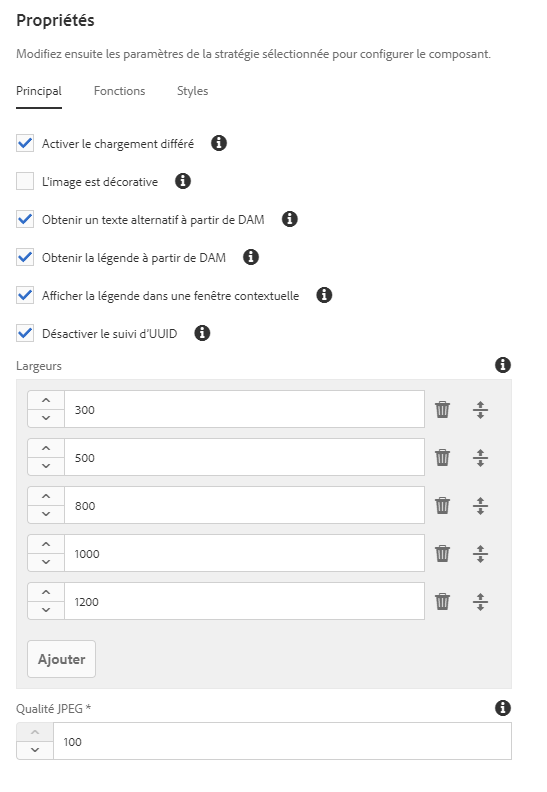 Propriétés
Modifiez ensuite les paramètres de la stratégie sélectionnée pour configurer le composant.
Principal Fonctions Styles
Activer le chargement différé
L'image est décorative
Obtenir un texte alternatif à partir de DAM
Obtenir la légende à partir de DAM
Afficher la légende dans une fenêtre contextuelle
Désactiver le suivi d’UUID
Largeurs
300
500
800
1000
1200
Ajouter
Qualité JPEG *
100